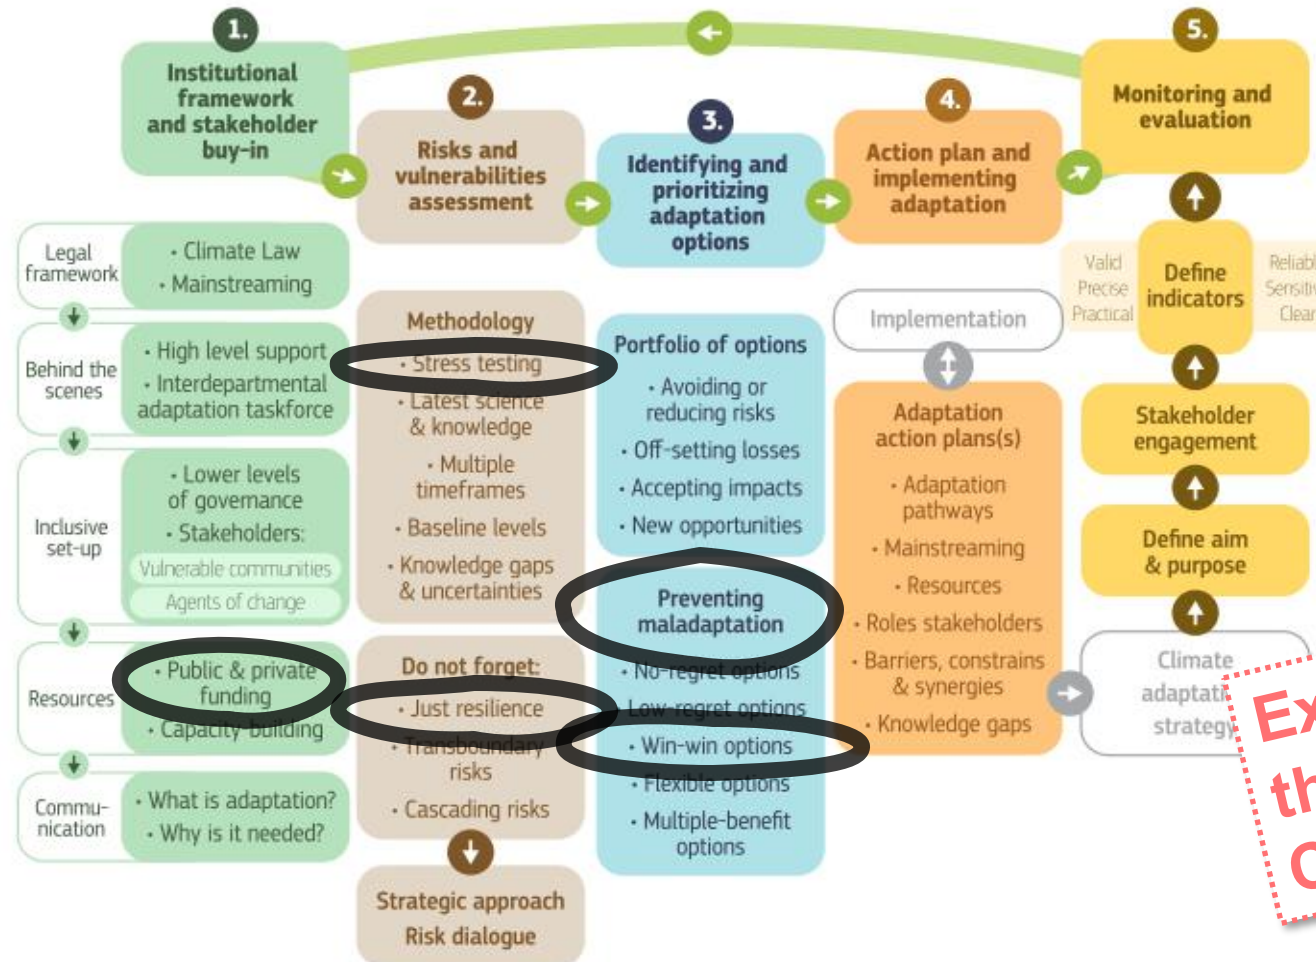 1.
Institutional
framework
and stakeholder
buy-in
Legal
framework
• Climate Law
• Mainstreaming
Behind the
scenes
• High level support
• Interdepartmental
adaptation taskforce
Inclusive
set-up
• Lower levels
of governance
• Stakeholders:
Vulnerable communities
Agents of change
Resources
• Public & private
funding
• Capacity-building
Commu-
nication
• What is adaptation?
• Why is it needed?
2.
Risks and
vulnerabilities
assessment
Methodology
• Stress testing
• Latest science
& knowledge
• Multiple
timeframes
• Baseline levels
• Knowledge gaps
& uncertainties
Do not forget:
• Just resilience
• Transboundary
risks
• Cascading risks
Strategic approach
Risk dialogue
3.
Identifying and
prioritizing
adaptation
options
Portfolio of options
• Avoiding or
reducing risks
• Off-setting losses
• Accepting impacts
• New opportunities
Preventing
maladaptation
• No-regret options
• Low-regret options
• Win-win options
• Flexible options
• Multiple-benefit
options
4.
Action plan and
implementing
adaptation
Implementation
Adaptation
action plans(s)
• Adaptation
pathways
• Mainstreaming
• Resources
• Roles stakeholders
• Barriers, constrains
& synergies
• Knowledge gaps
5.
Monitoring and
evaluation
Valid
Precise
Practical
Define
indicators
Clear
Stakeholder
engagement
Define aim
& purpose
Climate
strategy